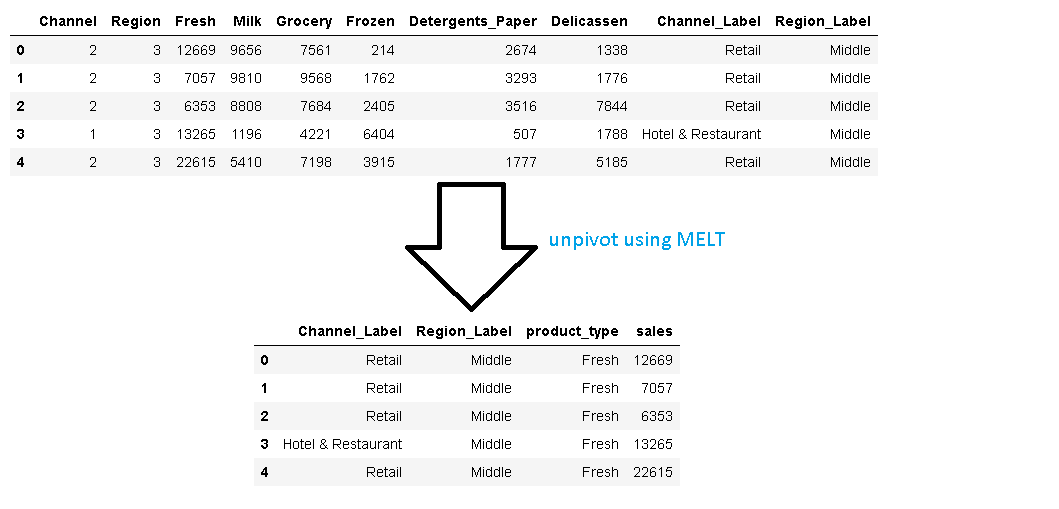 Channel Region Fresh Milk Grocery Frozen Detergents_Paper Delicassen Channel_Label Region_Label
0 2 3 12669 9656 7561 214 2674 1338 Retail Middle
1 2 3 7057 9810 9568 1762 3293 1776 Retail Middle
2 2 3 6353 8808 7684 2405 3516 7844 Retail Middle
3 1 3 13265 1196 4221 6404 507 1788 Hotel & Restaurant Middle
4 2 3 22615 5410 7198 3915 1777 5185 Retail Middle
unpivot using MELT
Channel_Label Region_Label product_type sales
0 Retail Middle Fresh 12669
1 Retail Middle Fresh 7057
2 Retail Middle Fresh 6353
3 Hotel & Restaurant Middle Fresh 13265
4 Retail Middle Fresh 22615